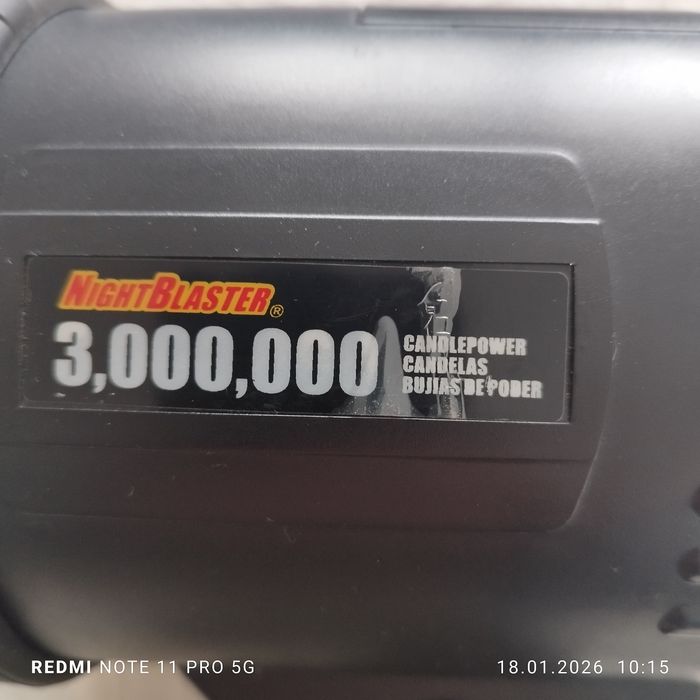 NIGHTBLASTER®
3,000,000
CANDLEPOWER
CANDELAS
BUJIAS DE PODER
REDMI NOTE 11 PRO 5G
18.01.2026 10:15